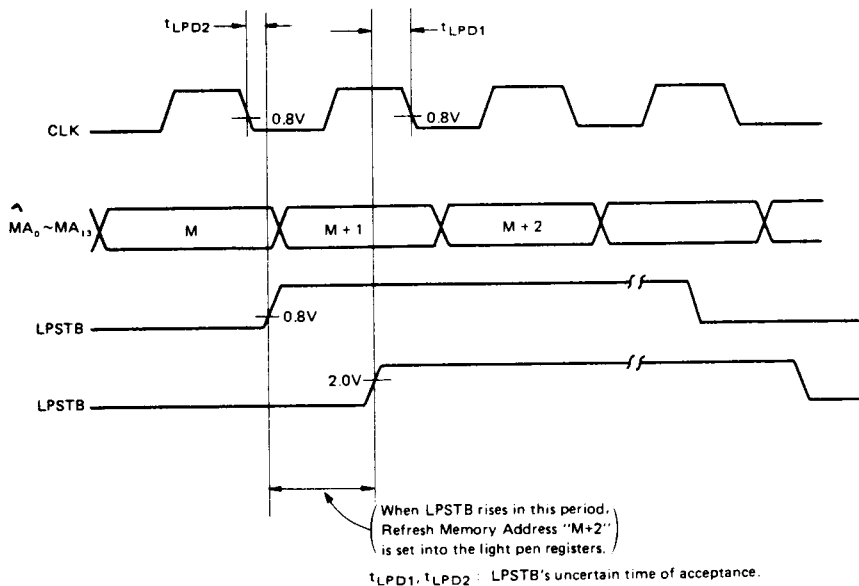 tLPD2 tLPD1
CLK 0.8V 0.8V
MA0~MA13 M M + 1 M + 2
LPSTB 0.8V
LPSTB 2.0V
When LPSTB rises in this period,
Refresh Memory Address "M+2"
is set into the light pen registers.
tLPD1, tLPD2 : LPSTB's uncertain time of acceptance.